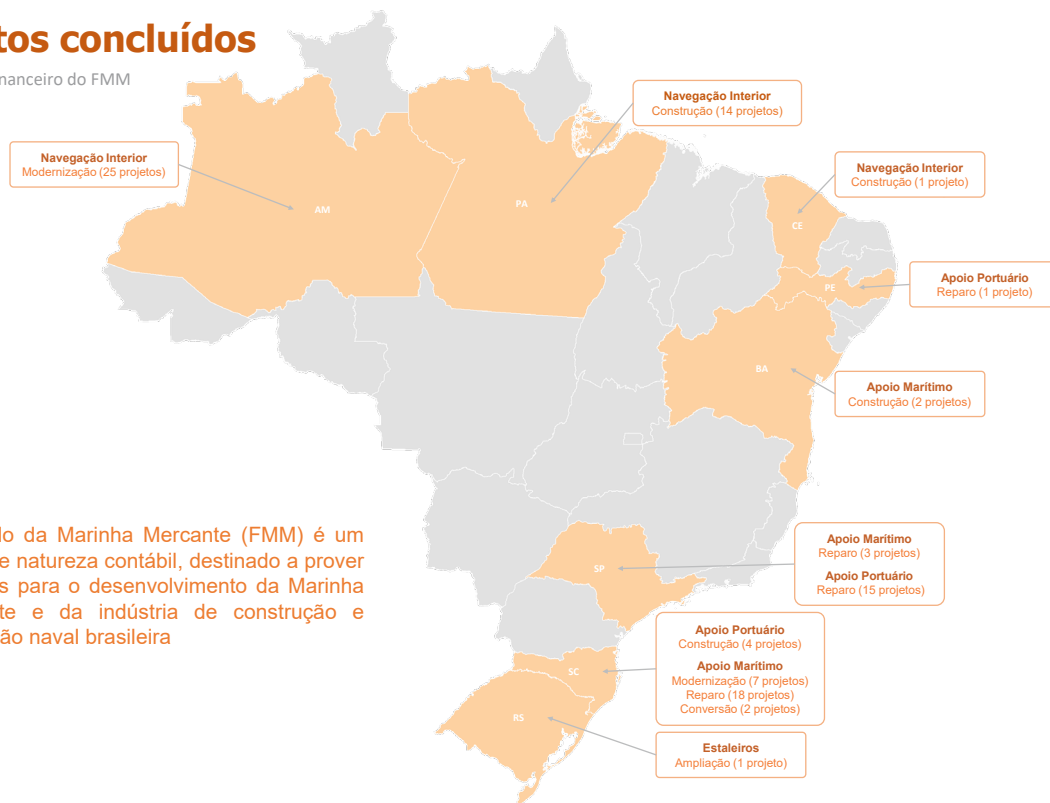 tos concluídos
nanceiro do FMM
Navegação Interior
Construção (14 projetos)
Navegação Interior
Modernização (25 projetos)
Navegação Interior
Construção (1 projeto)
AM
PA
CE
Apoio Portuário
Reparo (1 projeto)
PE
BA
Apoio Marítimo
Construção (2 projetos)
lo da Marinha Mercante (FMM) é um
e natureza contábil, destinado a prover
s para o desenvolvimento da Marinha
te e da indústria de construção e
ção naval brasileira
Apoio Marítimo
Reparo (3 projetos)
Apoio Portuário
Reparo (15 projetos)
SP
Apoio Portuário
Construção (4 projetos)
Apoio Marítimo
Modernização (7 projetos)
Reparo (18 projetos)
Conversão (2 projetos)
SC
RS
Estaleiros
Ampliação (1 projeto)